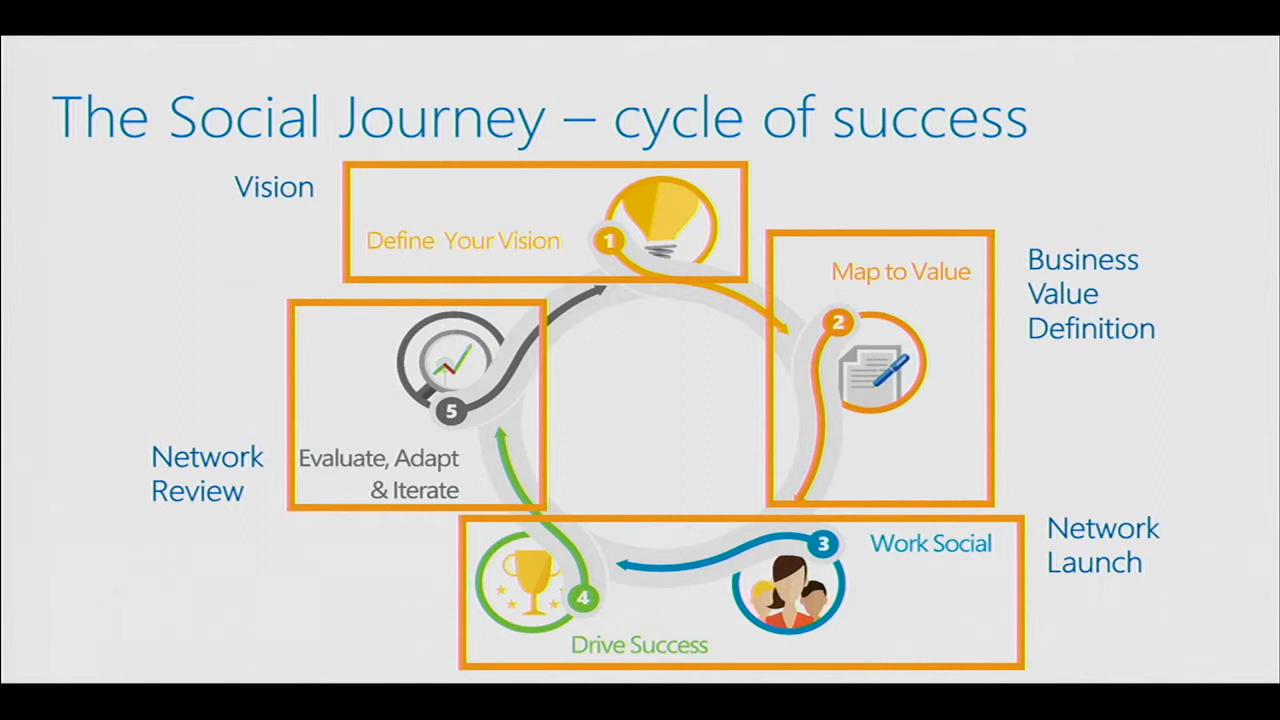 The Social Journey – cycle of success
Vision
Define Your Vision
1
Map to Value
2
Business
Value
Definition
5
Evaluate, Adapt
& Iterate
Network
Review
3
Work Social
Network
Launch
4
Drive Success